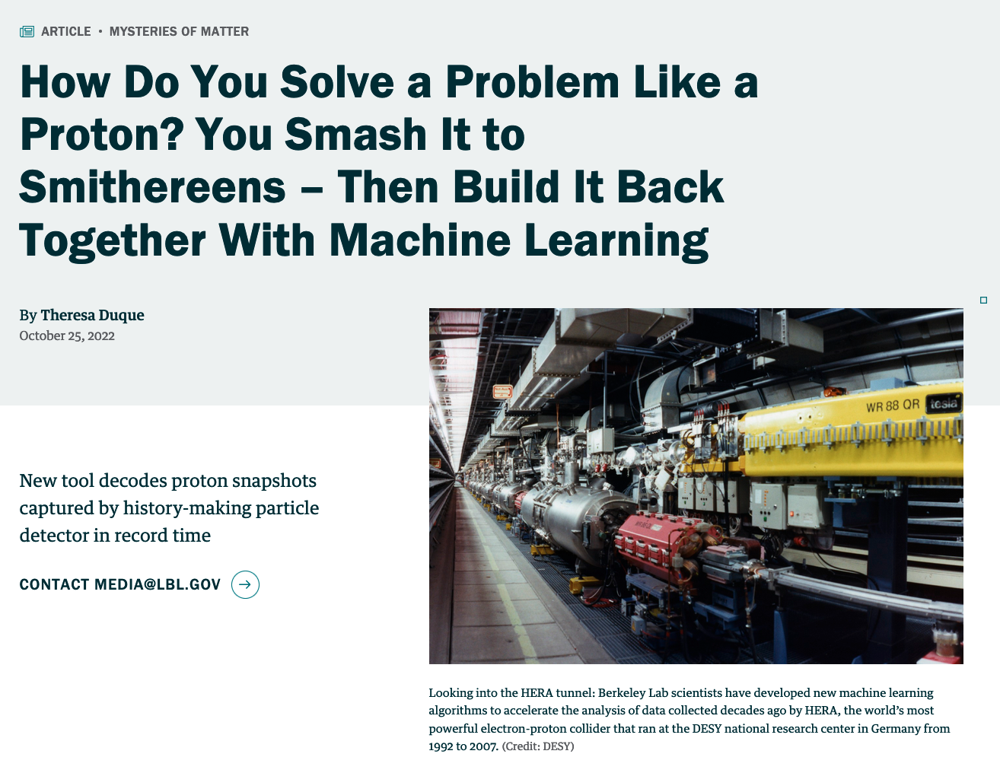 ARTICLE • MYSTERIES OF MATTER
How Do You Solve a Problem Like a
Proton? You Smash It to
Smithereens – Then Build It Back
Together With Machine Learning
By Theresa Duque
October 25, 2022
New tool decodes proton snapshots
captured by history-making particle
detector in record time
CONTACT MEDIA@LBL.GOV
WR 88 QR tesla
Looking into the HERA tunnel: Berkeley Lab scientists have developed new machine learning
algorithms to accelerate the analysis of data collected decades ago by HERA, the world’s most
powerful electron-proton collider that ran at the DESY national research center in Germany from
1992 to 2007. (Credit: DESY)